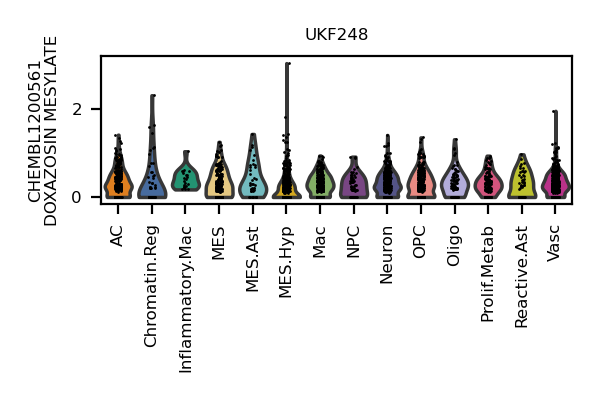 UKF248
CHEMBL1200561
DOXAZOSIN MESYLATE
2
0
AC
Chromatin.Reg
Inflammatory.Mac
MES
MES.Ast
MES.Hyp
Mac
NPC
Neuron
OPC
Oligo
Prolif.Metab
Reactive.Ast
Vasc